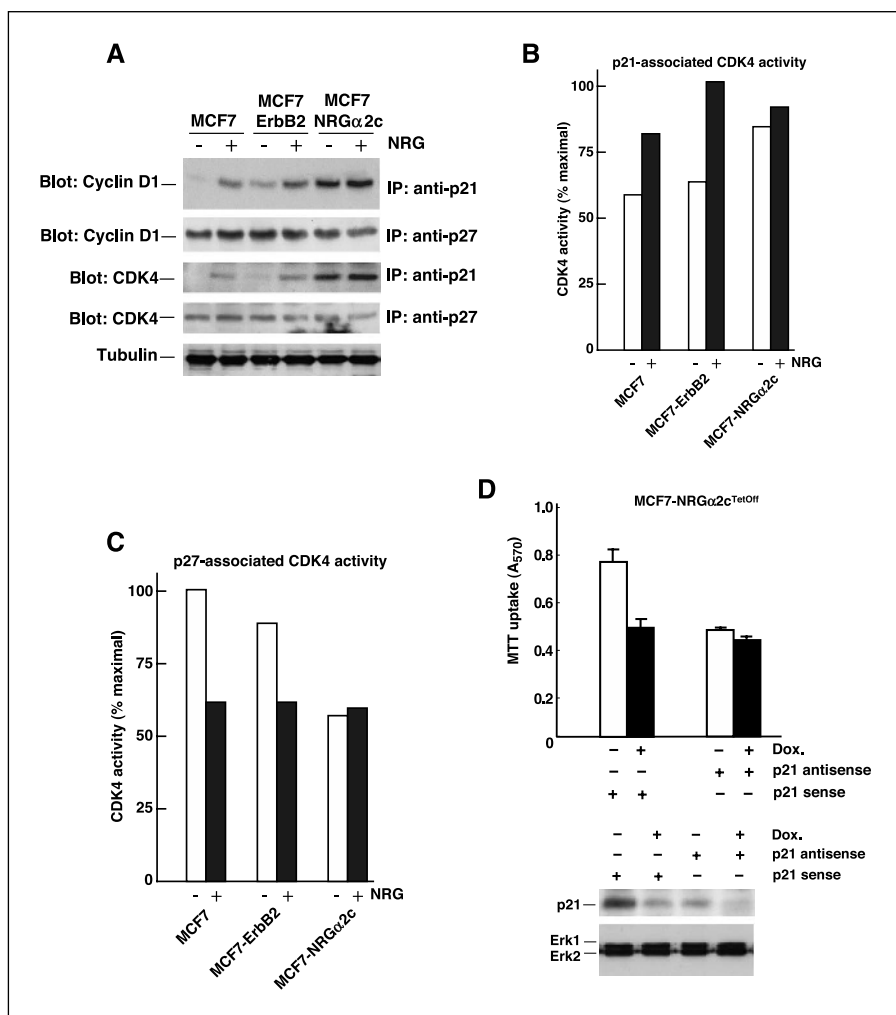 A
MCF7 MCF7 ErbB2 MCF7 NRGα2c
- + - + - + NRG
Blot: Cyclin D1 IP: anti-p21
Blot: Cyclin D1 IP: anti-p27
Blot: CDK4 IP: anti-p21
Blot: CDK4 IP: anti-p27
Tubulin
B
p21-associated CDK4 activity
CDK4 activity (% maximal)
100
75
50
25
0
- + - + - + NRG
MCF7 MCF7-ErbB2 MCF7-NRGα2c
C
p27-associated CDK4 activity
CDK4 activity (% maximal)
100
75
50
25
0
- + - + - + NRG
MCF7 MCF7-ErbB2 MCF7-NRGα2c
D
MCF7-NRGα2cTetOff
MTT uptake (A570)
1.0
0.8
0.6
0.4
0.2
0
– + – + Dox.
– – + + p21 antisense
+ + – – p21 sense
– + – + Dox.
– – + + p21 antisense
+ + – – p21 sense
p21
Erk1
Erk2